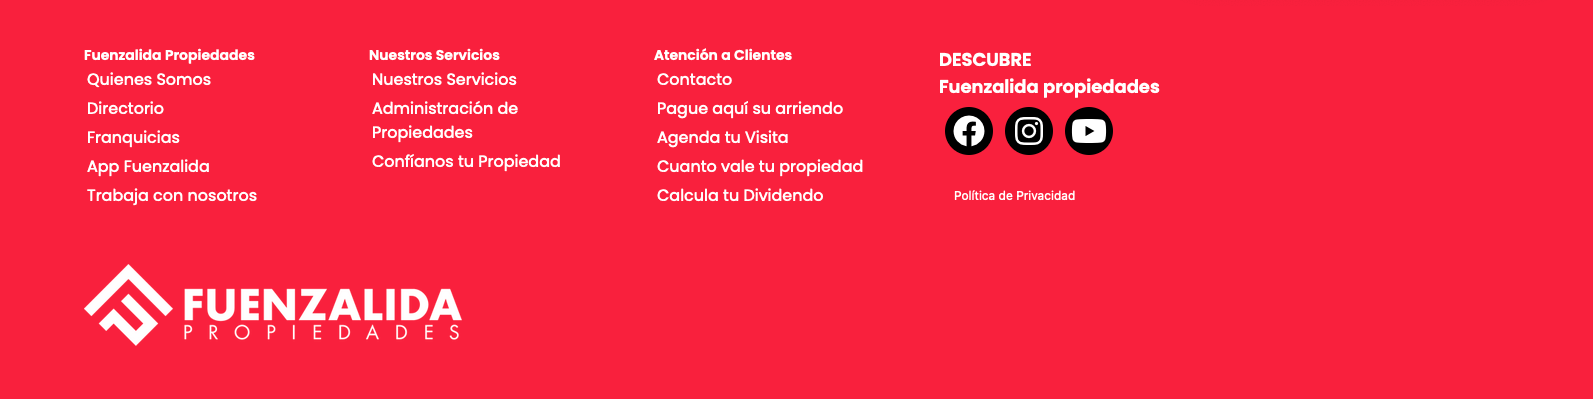 Fuenzalida Propiedades
Quienes Somos
Directorio
Franquicias
App Fuenzalida
Trabaja con nosotros
Nuestros Servicios
Nuestros Servicios
Administración de
Propiedades
Confíanos tu Propiedad
Atención a Clientes
Contacto
Pague aquí su arriendo
Agenda tu Visita
Cuanto vale tu propiedad
Calcula tu Dividendo
DESCUBRE
Fuenzalida propiedades
Política de Privacidad
FUENZALIDA
PROPIEDADES